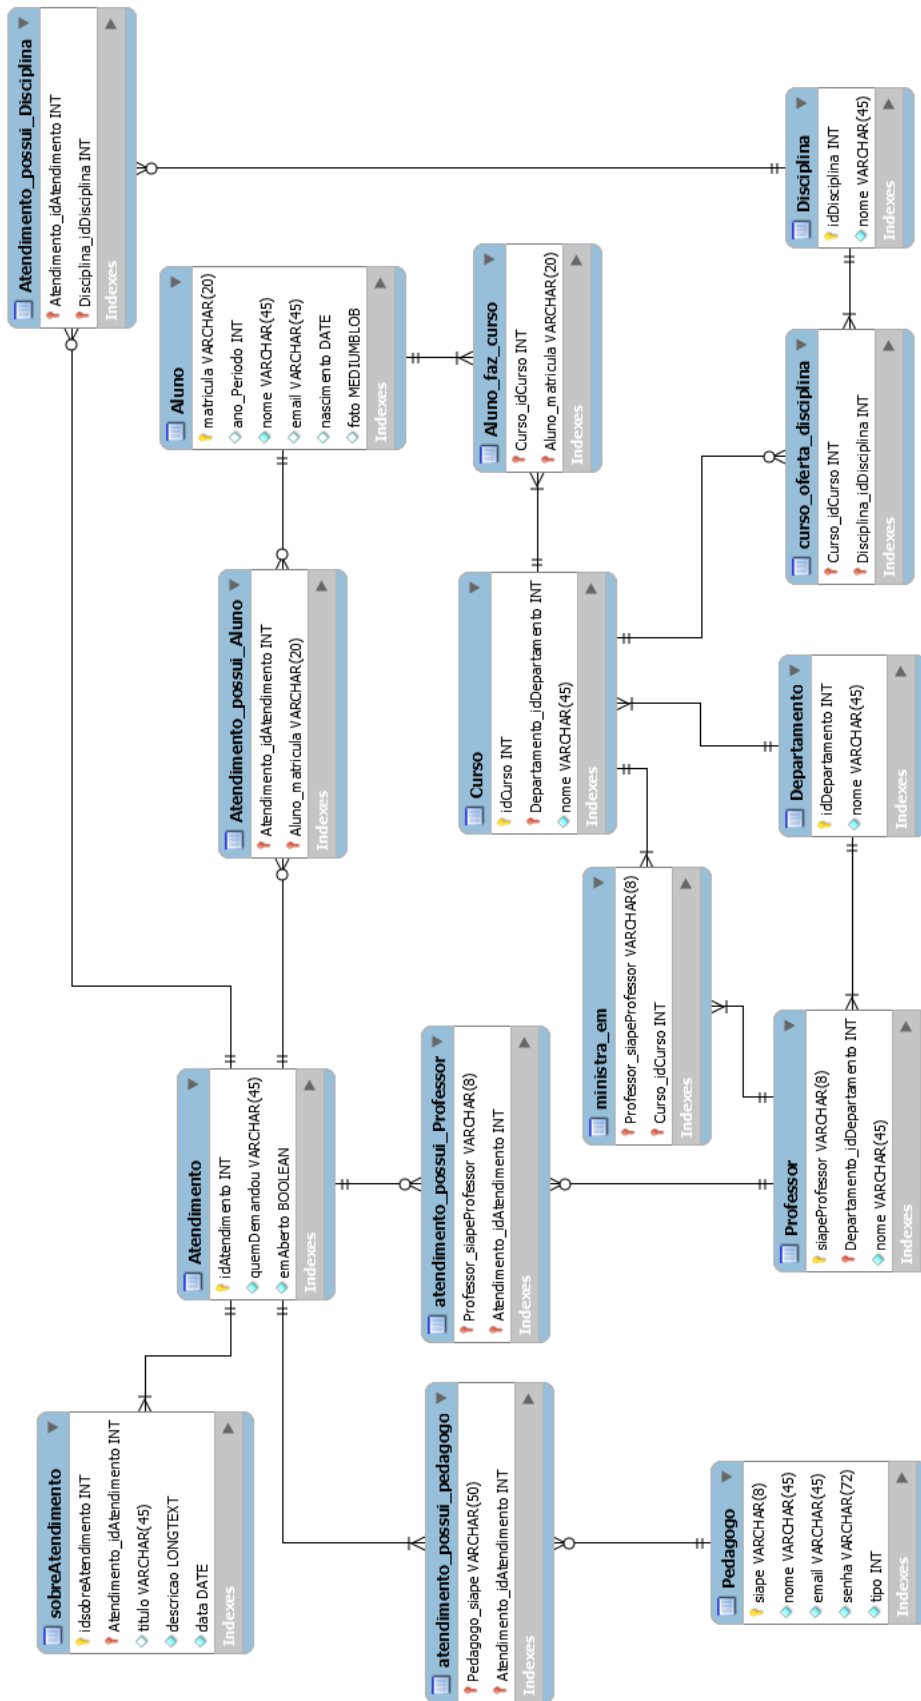 sobreAtendimento
idsobreAtendimento INT
Atendimento_idAtendimento INT
titulo VARCHAR(45)
descricao LONGTEXT
data DATE
Indexes
Atendimento
idAtendimento INT
quemDemandou VARCHAR(45)
emAberto BOOLEAN
Indexes
Atendimento_possui_Aluno
Atendimento_idAtendimento INT
Aluno_matricula VARCHAR(20)
Indexes
Aluno
matricula VARCHAR(20)
ano_Periodo INT
nome VARCHAR(45)
email VARCHAR(45)
nascimento DATE
foto MEDIUMBLOB
Indexes
Atendimento_possui_Disciplina
Atendimento_idAtendimento INT
Disciplina_idDisciplina INT
Indexes
atendimento_possui_pedagogo
Pedagogo_siape VARCHAR(50)
Atendimento_idAtendimento INT
Indexes
atendimento_possui_Professor
Professor_siapeProfessor VARCHAR(8)
Atendimento_idAtendimento INT
Indexes
Curso
idCurso INT
Departamento_idDepartamento INT
nome VARCHAR(45)
Indexes
Aluno_faz_curso
Curso_idCurso INT
Aluno_matricula VARCHAR(20)
Indexes
ministra_em
Professor_siapeProfessor VARCHAR(8)
Curso_idCurso INT
Indexes
Pedagogo
siape VARCHAR(8)
nome VARCHAR(45)
email VARCHAR(45)
senha VARCHAR(72)
tipo INT
Indexes
Professor
siapeProfessor VARCHAR(8)
Departamento_idDepartamento INT
nome VARCHAR(45)
Indexes
Departamento
idDepartamento INT
nome VARCHAR(45)
Indexes
curso_oferta_disciplina
Curso_idCurso INT
Disciplina_idDisciplina INT
Indexes
Disciplina
idDisciplina INT
nome VARCHAR(45)
Indexes